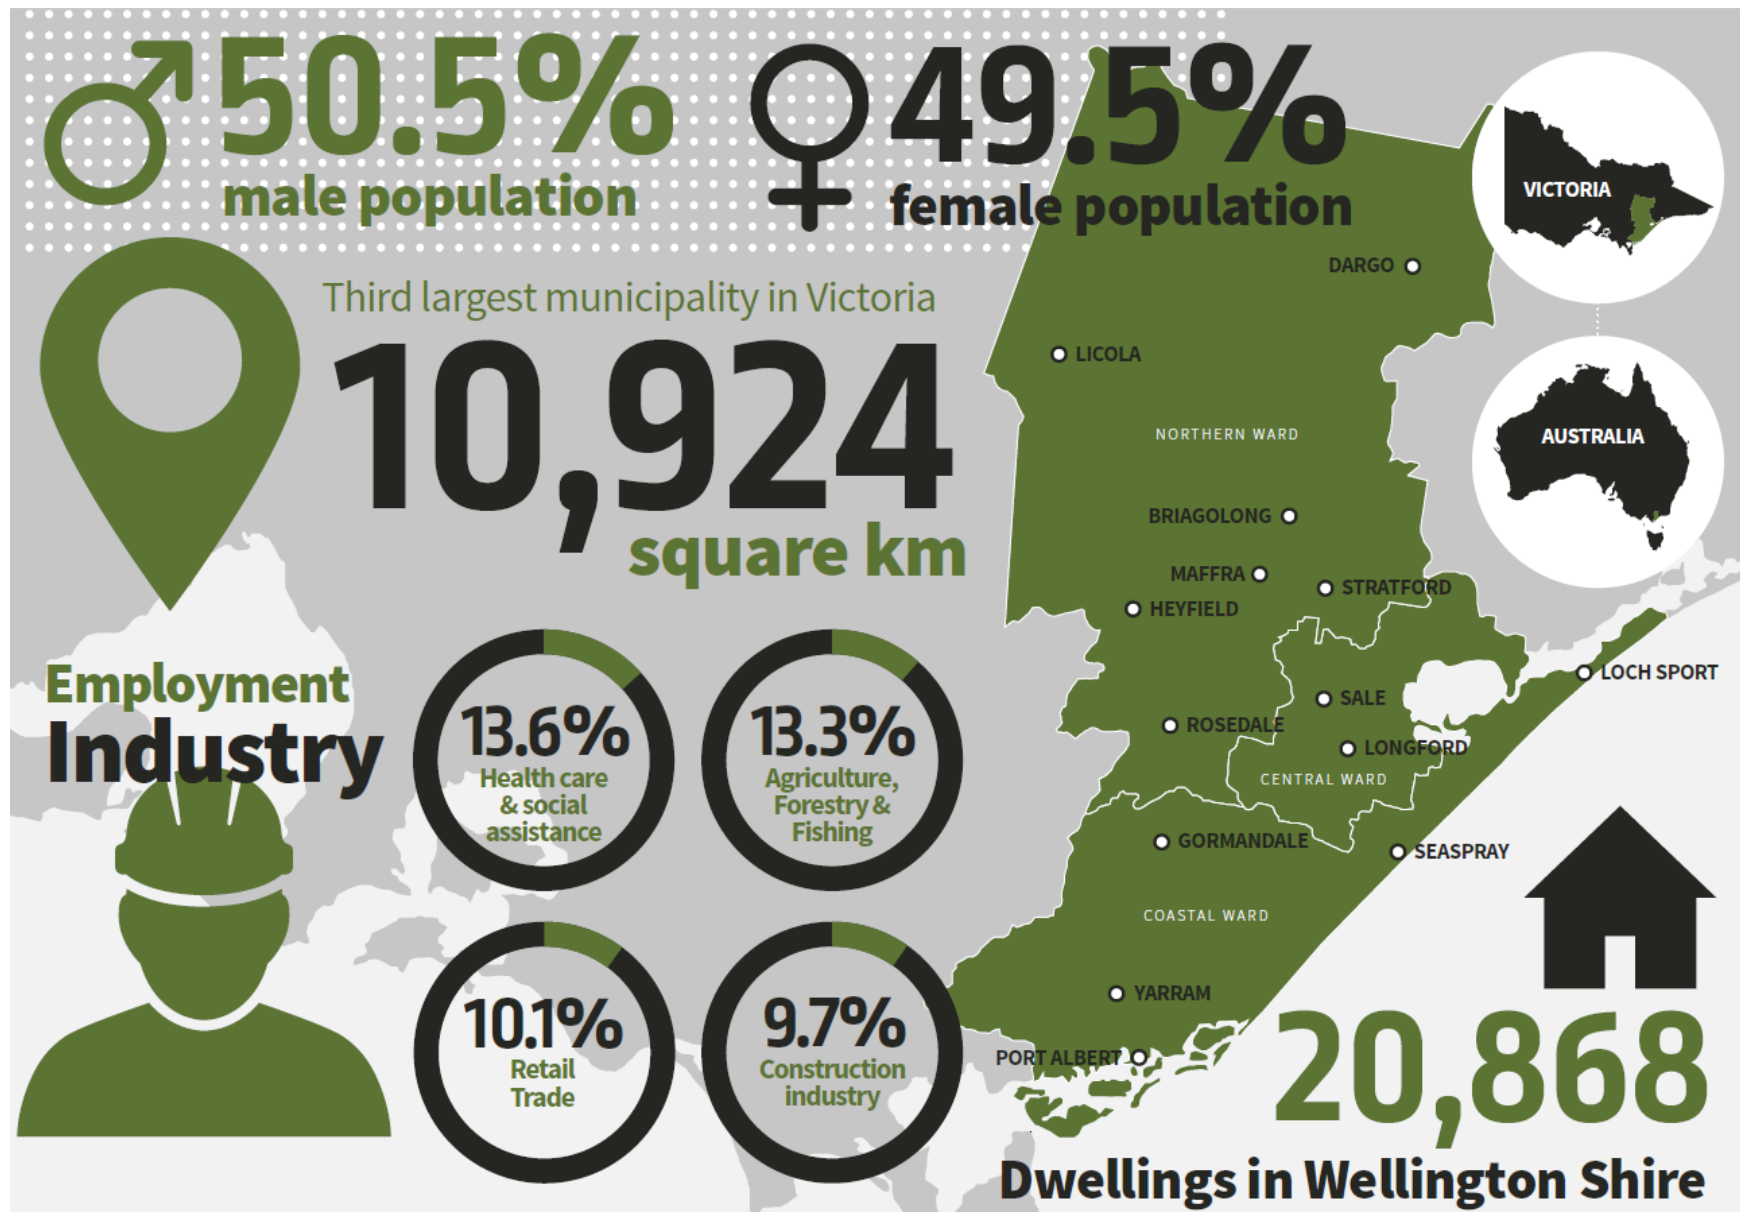 50.5%
male population
49.5%
female population
Third largest municipality in Victoria
10,924
square km
Employment
Industry
13.6%
Health care
& social
assistance
13.3%
Agriculture,
Forestry &
Fishing
10.1%
Retail
Trade
9.7%
Construction
industry
VICTORIA
AUSTRALIA
DARGO
LICOLA
NORTHERN WARD
BRIAGOLONG
MAFFRA
STRATFORD
HEYFIELD
LOCH SPORT
SALE
ROSEDALE
LONGFORD
CENTRAL WARD
GORMANDALE
SEASPRAY
COASTAL WARD
YARRAM
PORT ALBERT
20,868
Dwellings in Wellington Shire